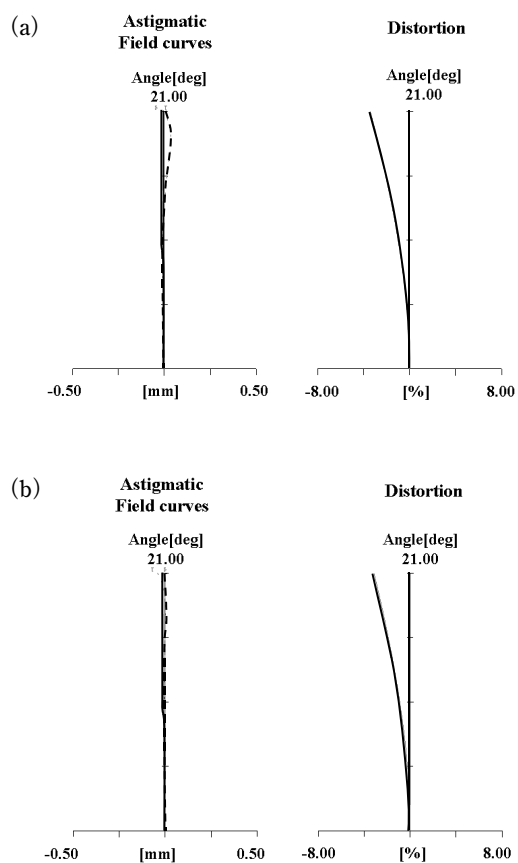 (a)
Astigmatic
Field curves
Distortion
Angle[deg]
21.00
Angle[deg]
21.00
-0.50 [mm] 0.50
-8.00 [%] 8.00
(b)
Astigmatic
Field curves
Distortion
Angle[deg]
21.00
Angle[deg]
21.00
-0.50 [mm] 0.50
-8.00 [%] 8.00